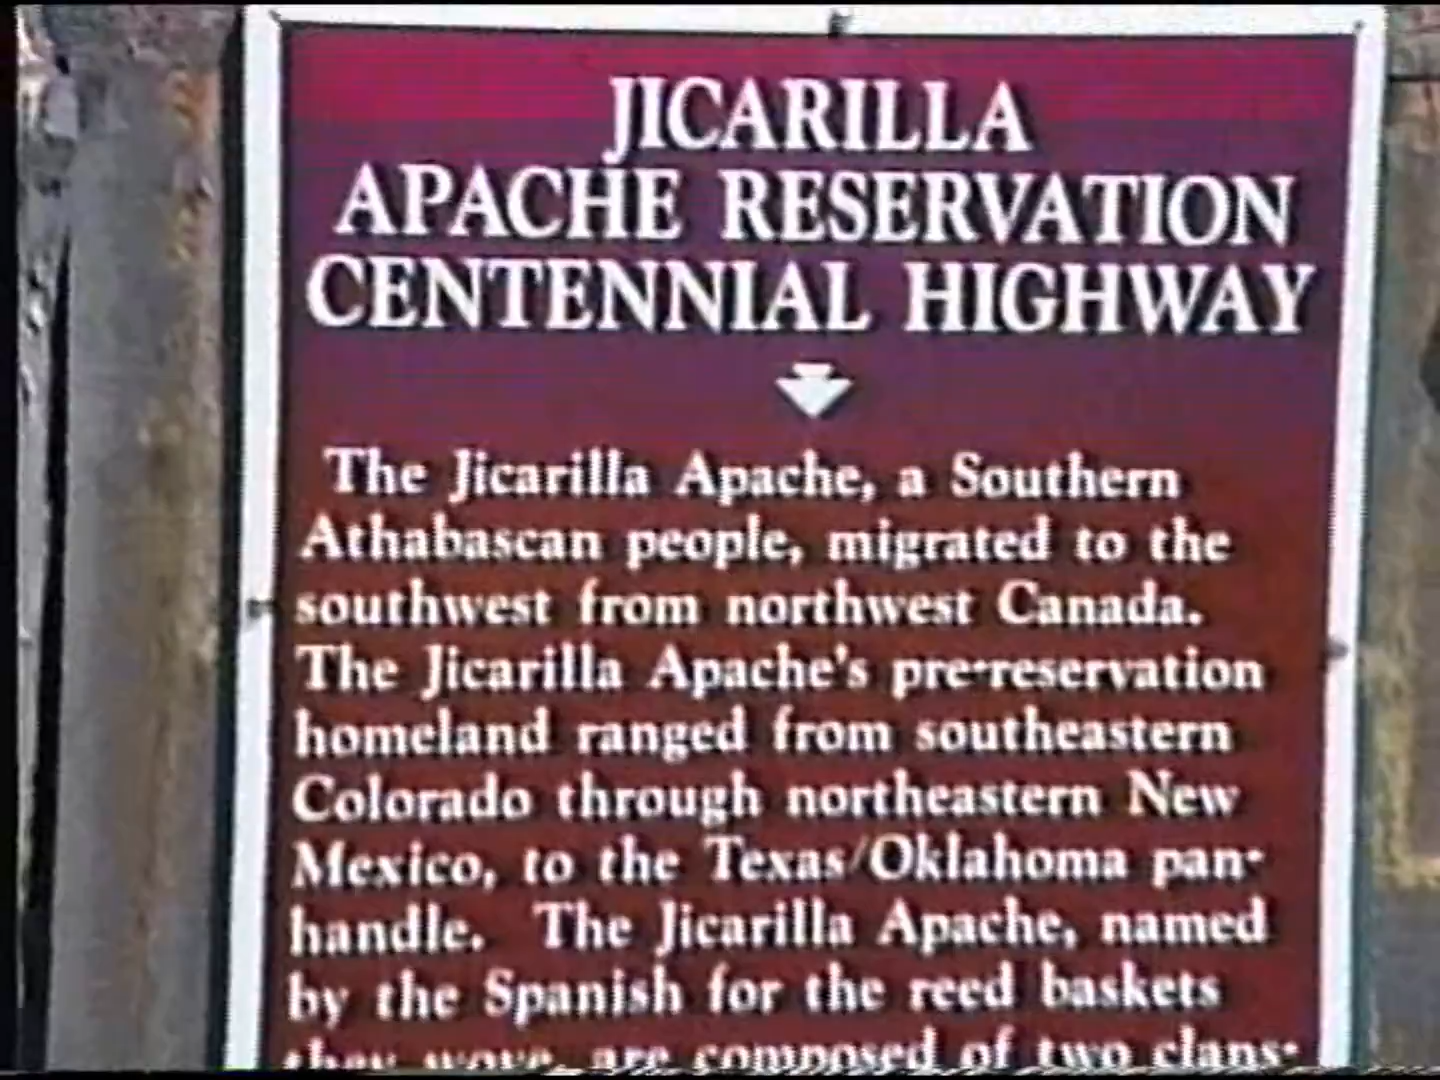 JICARILLA
APACHE RESERVATION
CENTENNIAL HIGHWAY
The Jicarilla Apache, a Southern
Athabascan people, migrated to the
southwest from northwest Canada.
The Jicarilla Apache's pre-reservation
homeland ranged from southeastern
Colorado through northeastern New
Mexico, to the Texas/Oklahoma pan-
handle. The Jicarilla Apache, named
by the Spanish for the reed baskets
they wove, are composed of two clans: